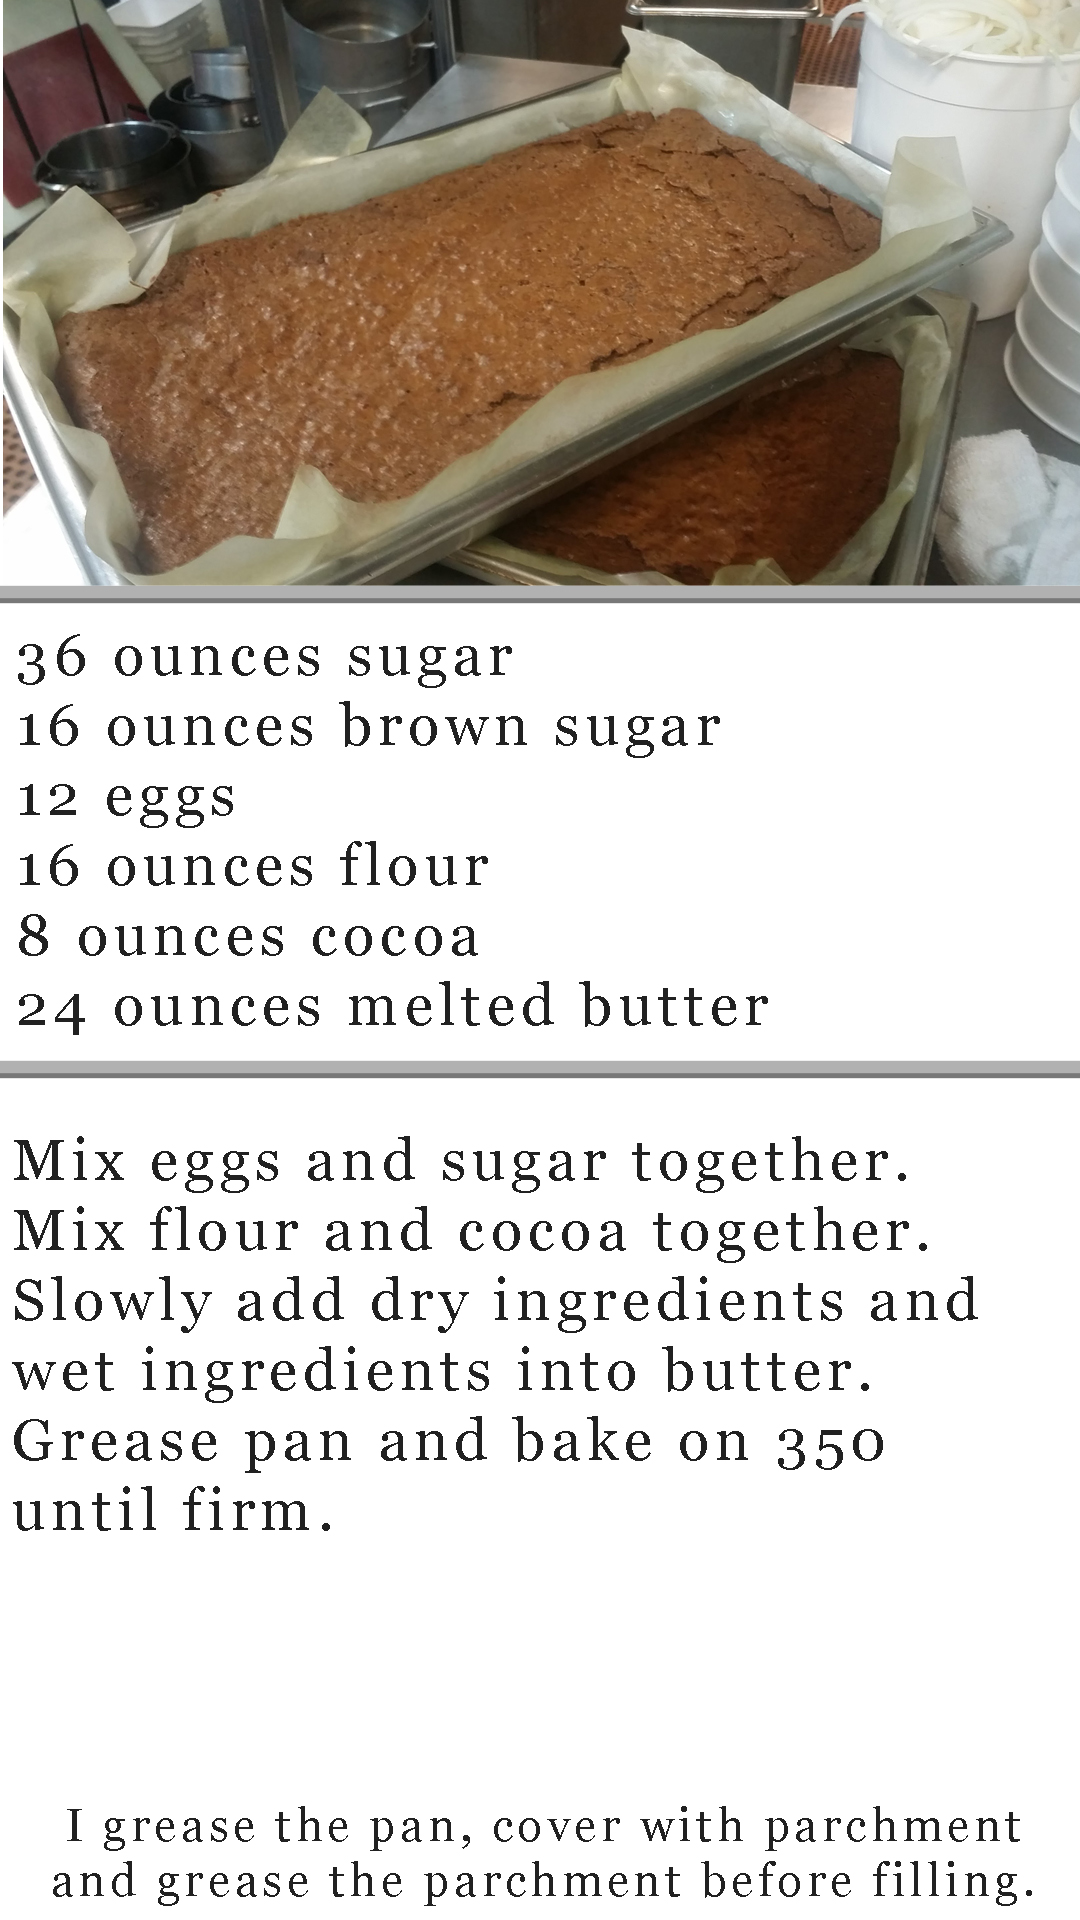 36 ounces sugar
16 ounces brown sugar
12 eggs
16 ounces flour
8 ounces cocoa
24 ounces melted butter
Mix eggs and sugar together.
Mix flour and cocoa together.
Slowly add dry ingredients and
wet ingredients into butter.
Grease pan and bake on 350
until firm.
I grease the pan, cover with parchment
and grease the parchment before filling.